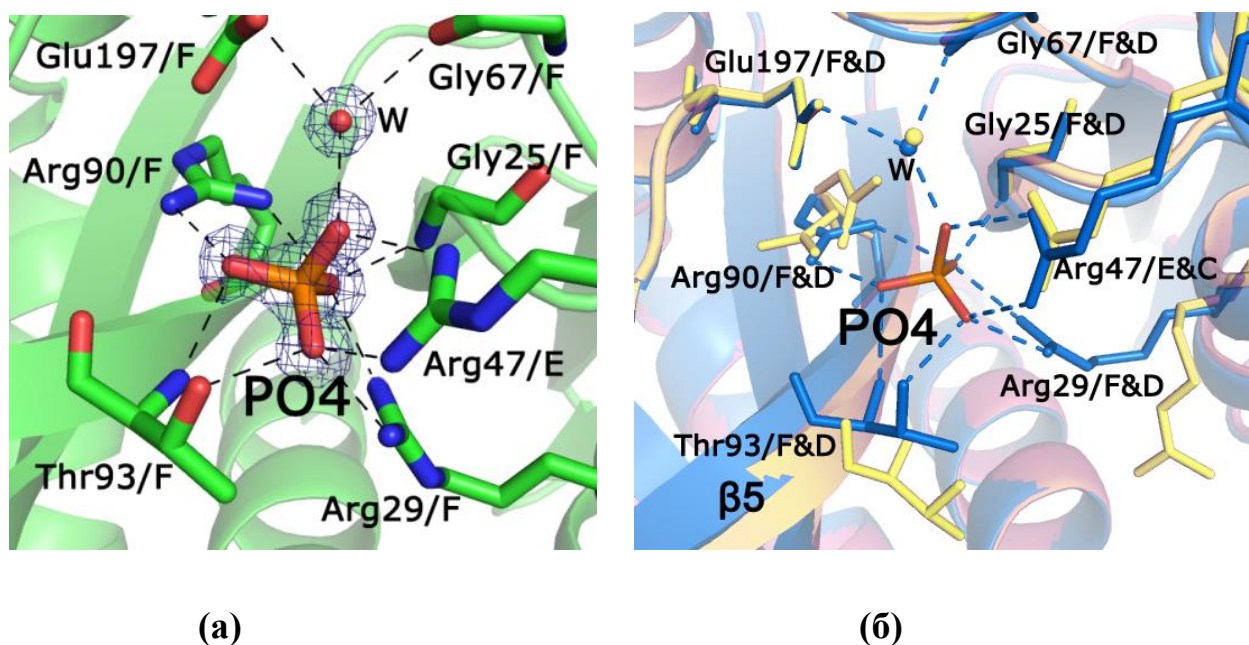 Glu197/F
Gly67/F
W
Arg90/F
Gly25/F
Arg47/E
PO4
Thr93/F
Arg29/F
Glu197/F&D
Gly67/F&D
Gly25/F&D
W
Arg90/F&D
Arg47/E&C
PO4
Arg29/F&D
Thr93/F&D
β5
(а)
(б)